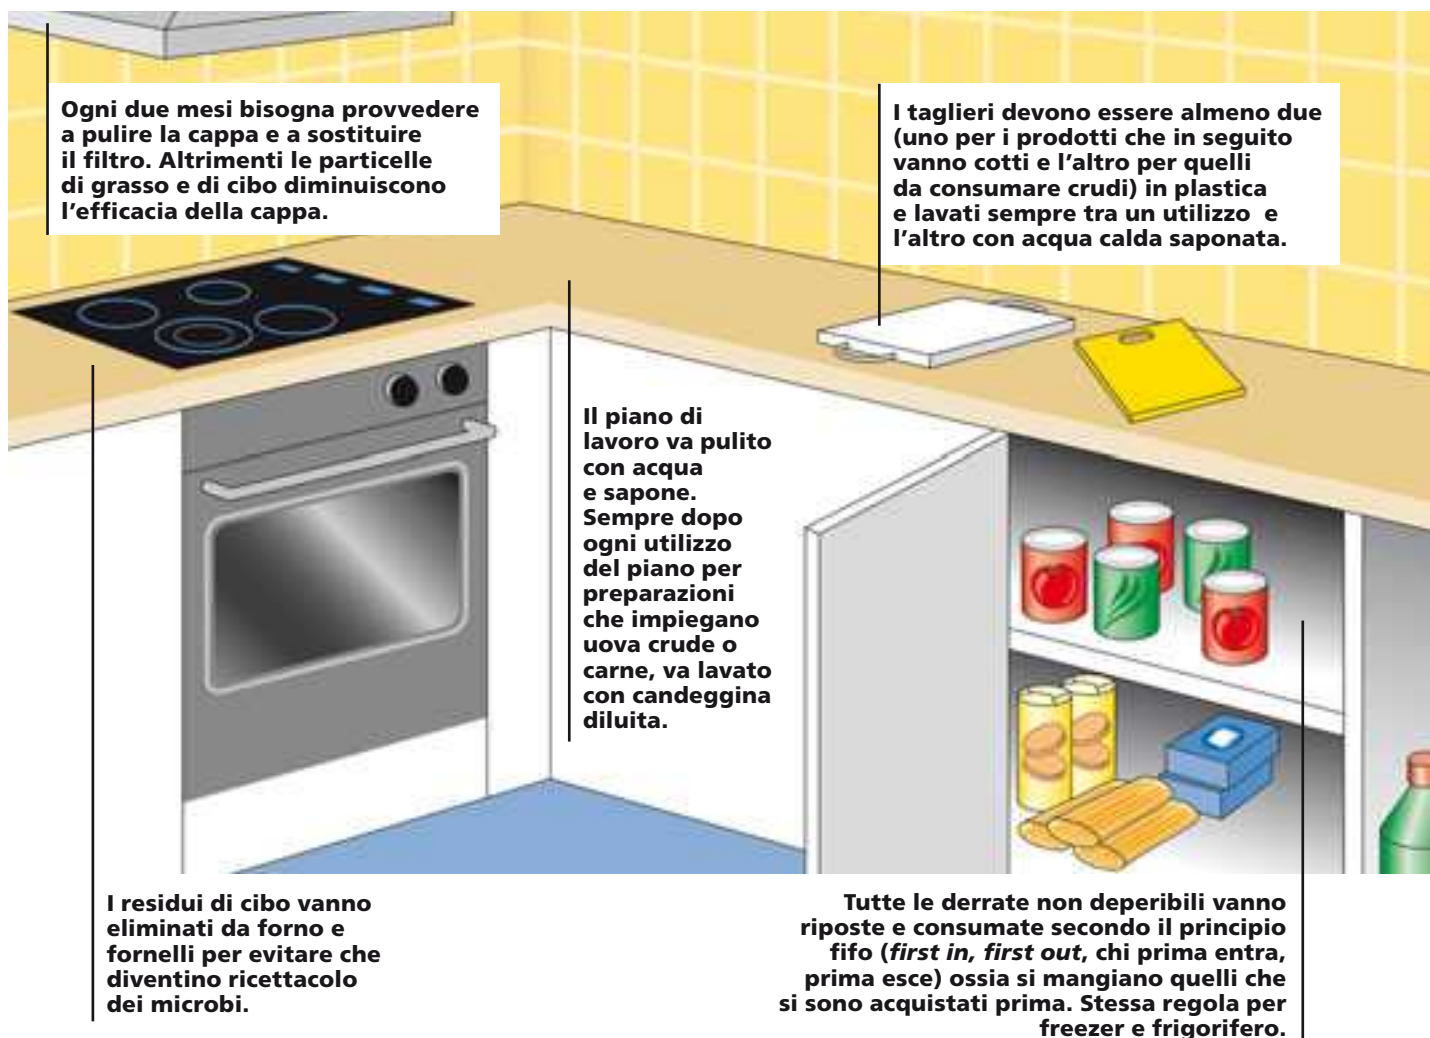 Ogni due mesi bisogna provvedere
a pulire la cappa e a sostituire
il filtro. Altrimenti le particelle
di grasso e di cibo diminuiscono
l'efficacia della cappa.
I taglieri devono essere almeno due
(uno per i prodotti che in seguito
vanno cotti e l'altro per quelli
da consumare crudi) in plastica
e lavati sempre tra un utilizzo e
l'altro con acqua calda saponata.
Il piano di
lavoro va pulito
con acqua
e sapone.
Sempre dopo
ogni utilizzo
del piano per
preparazioni
che impiegano
uova crude o
carne, va lavato
con candeggina
diluita.
I residui di cibo vanno
eliminati da forno e
fornelli per evitare che
diventino ricettacolo
dei microbi.
Tutte le derrate non deperibili vanno
riposte e consumate secondo il principio
fifo (first in, first out, chi prima entra,
prima esce) ossia si mangiano quelli che
si sono acquistati prima. Stessa regola per
freezer e frigorifero.